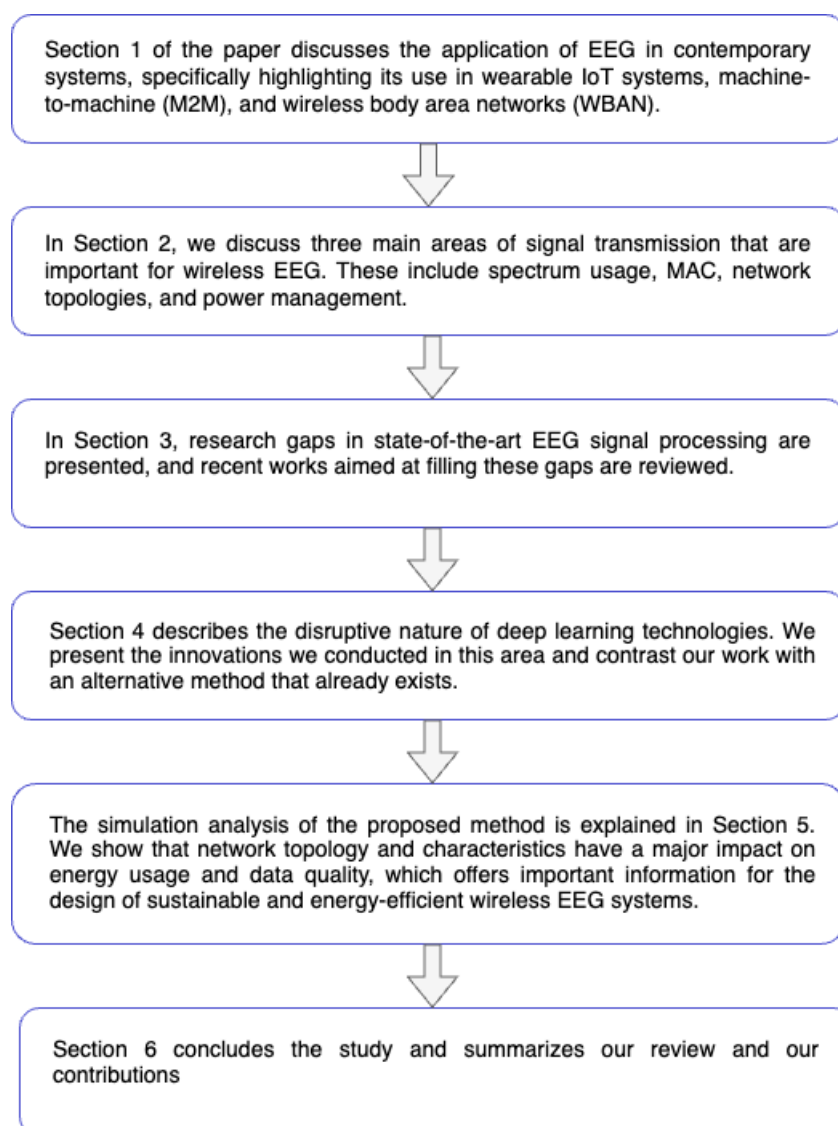 Section 1 of the paper discusses the application of EEG in contemporary
systems, specifically highlighting its use in wearable IoT systems, machine-
to-machine (M2M), and wireless body area networks (WBAN).
In Section 2, we discuss three main areas of signal transmission that are
important for wireless EEG. These include spectrum usage, MAC, network
topologies, and power management.
In Section 3, research gaps in state-of-the-art EEG signal processing are
presented, and recent works aimed at filling these gaps are reviewed.
Section 4 describes the disruptive nature of deep learning technologies. We
present the innovations we conducted in this area and contrast our work with
an alternative method that already exists.
The simulation analysis of the proposed method is explained in Section 5.
We show that network topology and characteristics have a major impact on
energy usage and data quality, which offers important information for the
design of sustainable and energy-efficient wireless EEG systems.
Section 6 concludes the study and summarizes our review and our
contributions